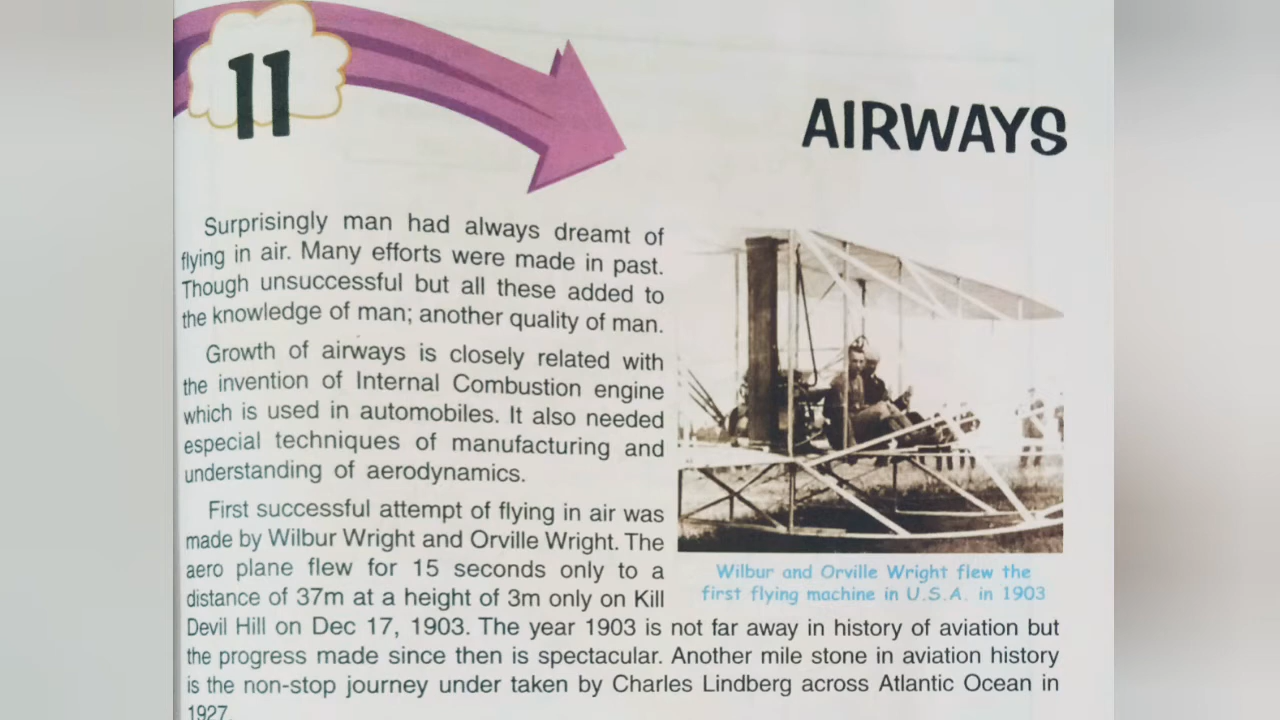 11
AIRWAYS
Surprisingly man had always dreamt of
flying in air. Many efforts were made in past.
Though unsuccessful but all these added to
the knowledge of man; another quality of man.
Growth of airways is closely related with
the invention of Internal Combustion engine
which is used in automobiles. It also needed
especial techniques of manufacturing and
understanding of aerodynamics.
First successful attempt of flying in air was
made by Wilbur Wright and Orville Wright. The
aero plane flew for 15 seconds only to a
distance of 37m at a height of 3m only on Kill
Devil Hill on Dec 17, 1903. The year 1903 is not far away in history of aviation but
the progress made since then is spectacular. Another mile stone in aviation history
is the non-stop journey under taken by Charles Lindberg across Atlantic Ocean in
1927.
Wilbur and Orville Wright flew the
first flying machine in U.S.A. in 1903